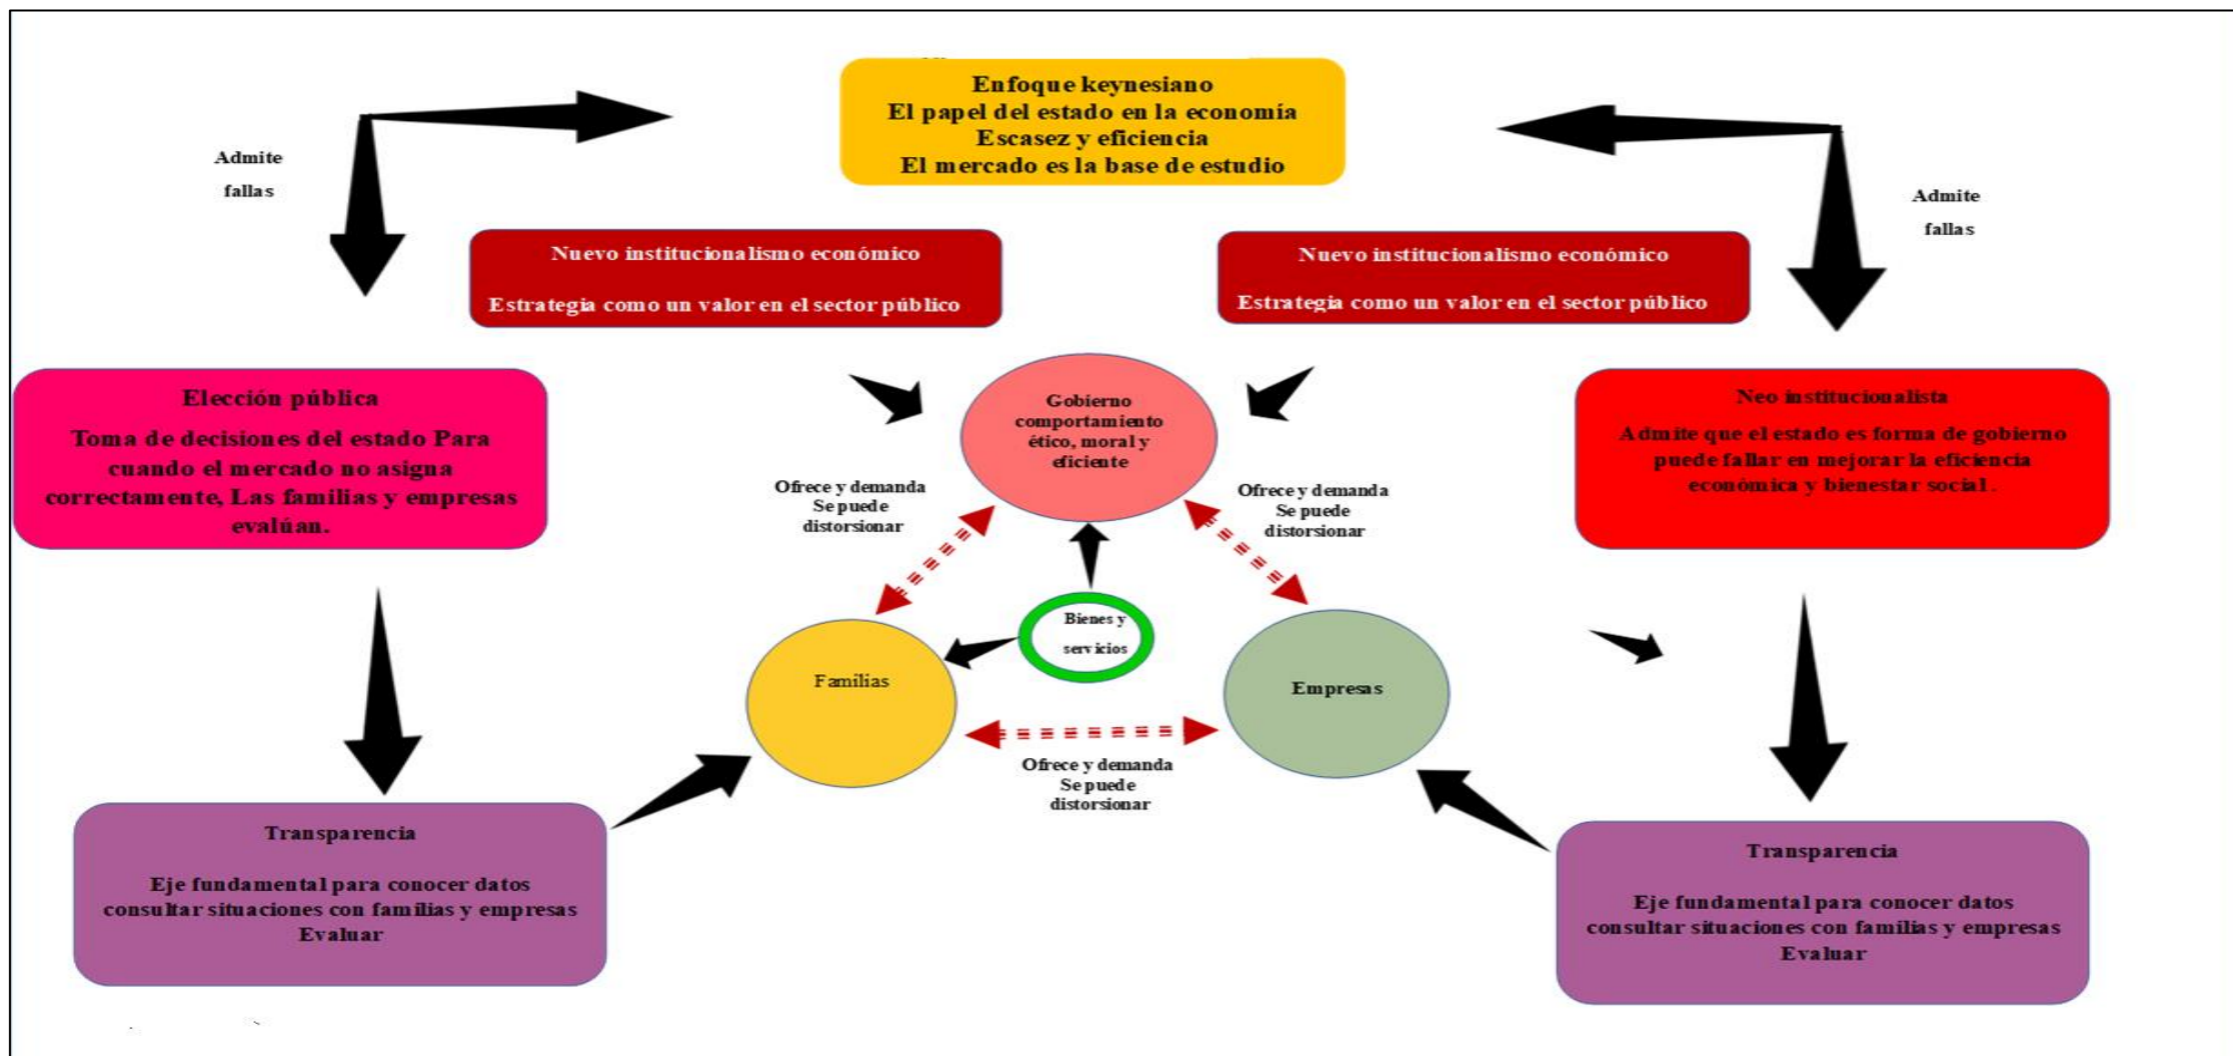 Enfoque keynesiano
El papel del estado en la economía
Escasez y eficiencia
El mercado es la base de estudio
Admite
fallas
Admite
fallas
Nuevo institucionalismo económico
Estrategia como un valor en el sector público
Nuevo institucionalismo económico
Estrategia como un valor en el sector público
Elección pública
Toma de decisiones del estado Para
cuando el mercado no asigna
correctamente, Las familias y empresas
evalúan.
Gobierno
comportamiento
ético, moral y
eficiente
Neo institucionalista
Admite que el estado es forma de gobierno
puede fallar en mejorar la eficiencia
económica y bienestar social.
Ofrece y demanda
Se puede
distorsionar
Ofrece y demanda
Se puede
distorsionar
Bienes y
servicios
Familias
Empresas
Ofrece y demanda
Se puede
distorsionar
Transparencia
Eje fundamental para conocer datos
consultar situaciones con familias y empresas
Evaluar
Transparencia
Eje fundamental para conocer datos
consultar situaciones con familias y empresas
Evaluar